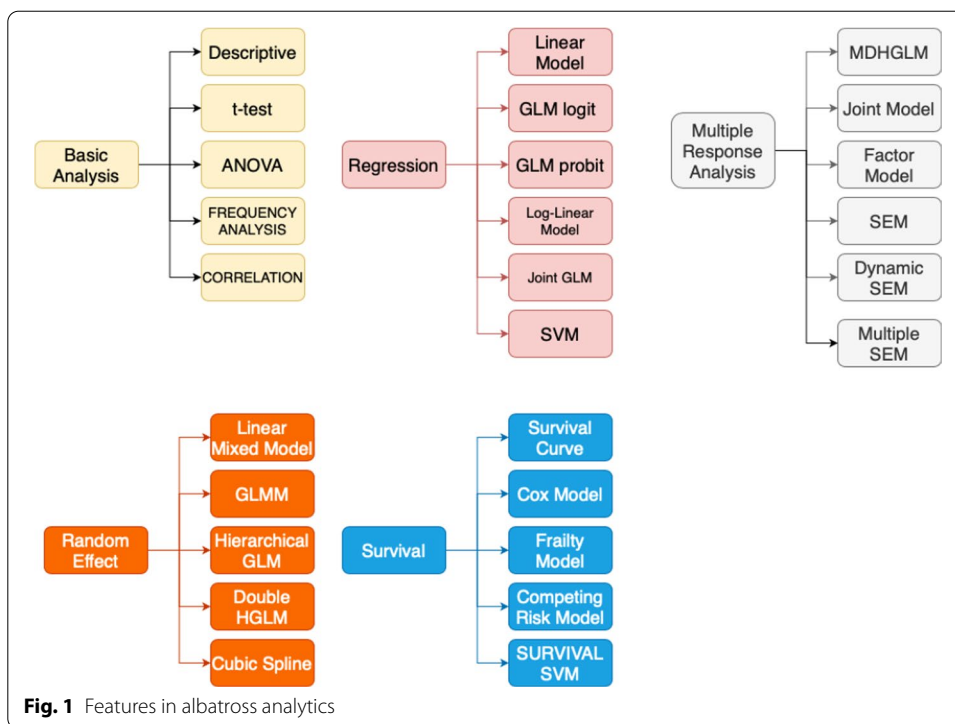 Basic
Analysis
Descriptive
t-test
ANOVA
FREQUENCY
ANALYSIS
CORRELATION
Regression
Linear
Model
GLM logit
GLM probit
Log-Linear
Model
Joint GLM
SVM
Multiple
Response
Analysis
MDHGLM
Joint Model
Factor
Model
SEM
Dynamic
SEM
Multiple
SEM
Random
Effect
Linear
Mixed Model
GLMM
Hierarchical
GLM
Double
HGLM
Cubic Spline
Survival
Survival
Curve
Cox Model
Frailty
Model
Competing
Risk Model
SURVIVAL
SVM
Fig. 1 Features in albatross analytics